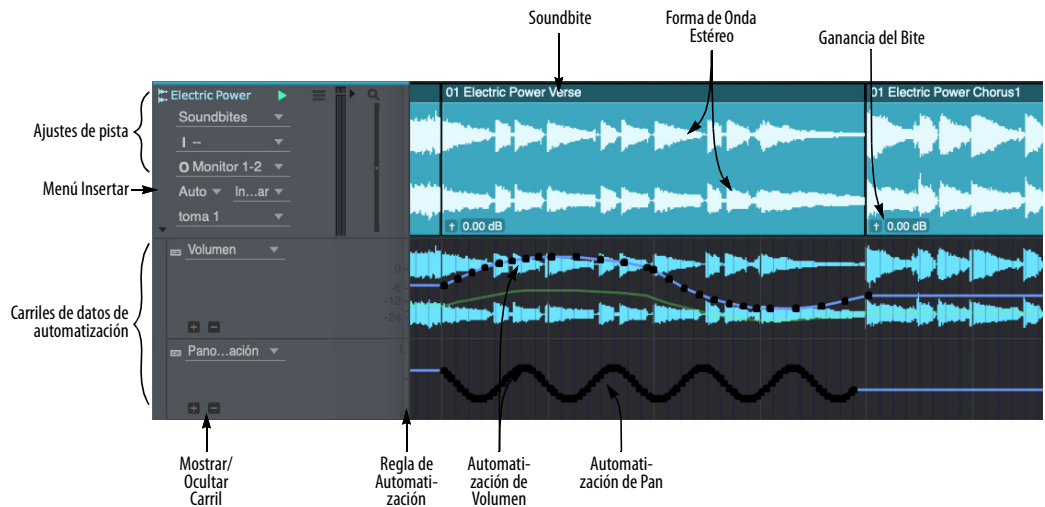 Soundbite
Forma de Onda
Estéreo
Ganancia del Bite
Ajustes de pista
Menú Insertar
Carriles de datos de
automatización
Electric Power
Soundbites
I --
O Monitor 1-2
Auto
In...ar
toma 1
01 Electric Power Verse
01 Electric Power Chorus1
0.00 dB
0.00 dB
Volumen
0
-6
-12
-24
Pano...ación
L
Mostrar/
Ocultar
Carril
Regla de
Automati-
zación
Automati-
zación de
Volumen
Automati-
zación de Pan